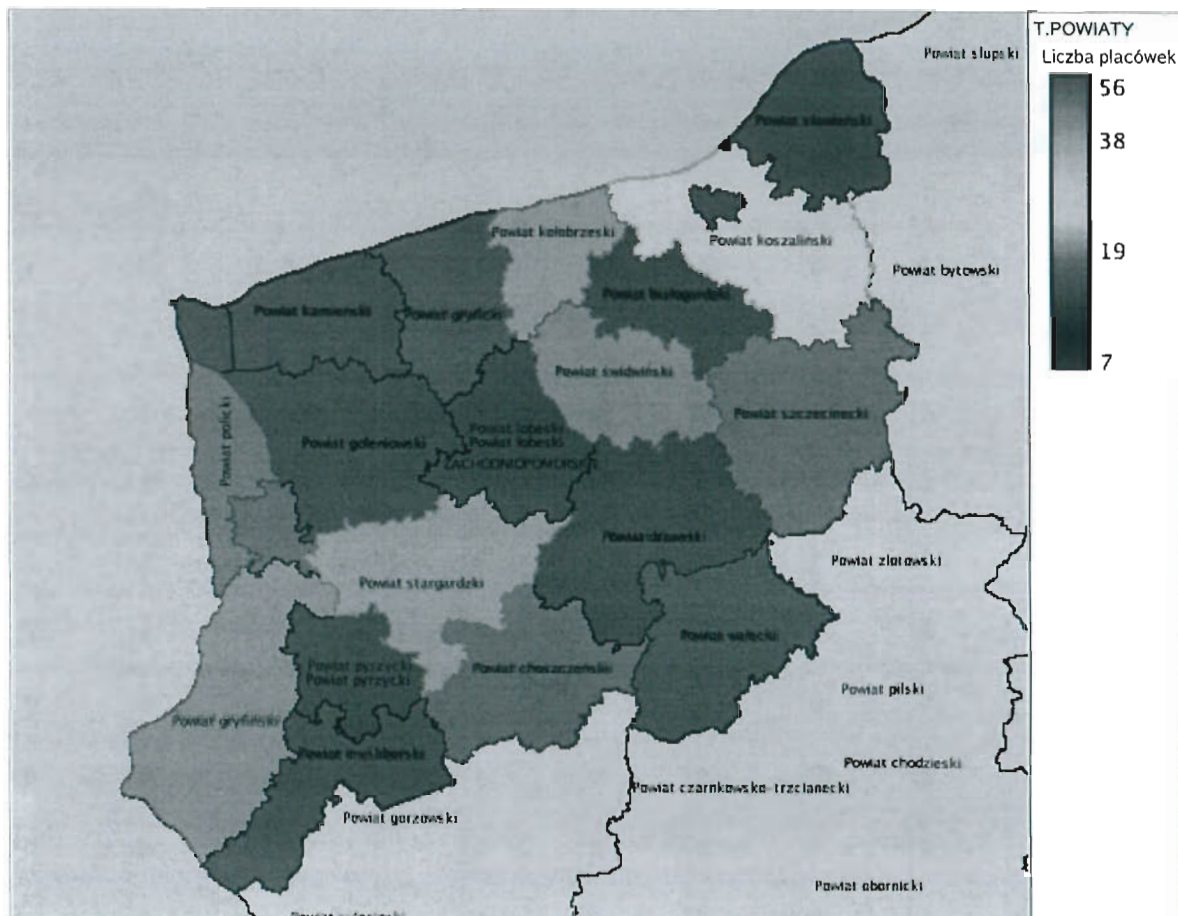 T.POWIATY
Liczba placówek
56
38
19
7
Powiat słupski
Powiat sławieński
Powiat kołobrzeski
Powiat koszaliński
Powiat bytowski
Powiat białogardzki
Powiat kamieński
Powiat gryficki
Powiat świdwiński
Powiat policki
Powiat goleniowski
Powiat łobeski
Powiat łobeski
Powiat szczecinecki
ZACHODNIOPOMORSKIE
Powiat drawski
Powiat złotowski
Powiat stargardzki
Powiat wałecki
Powiat pyrzycki
Powiat pyrzycki
Powiat choszczeński
Powiat pilski
Powiat gryfiński
Powiat myśliborski
Powiat chodzieski
Powiat czarnkowsko-trzcianecki
Powiat gorzowski
Powiat obornicki